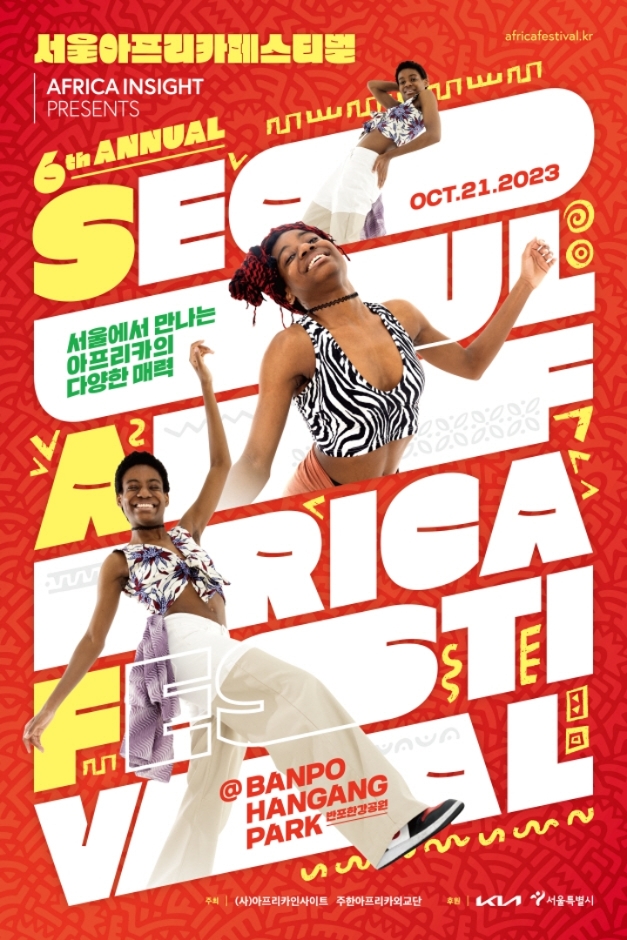 서울아프리카페스티벌
africafestival.kr
AFRICA INSIGHT
PRESENTS
6th ANNUAL
SEOUL
OCT.21.2023
서울에서 만나는
아프리카의
다양한 매력
AFRICA
FESTIVAL
@BANPO
HANGANG
PARK 반포한강공원
주최 | (사)아프리카인사이트 주한아프리카외교단 후원 | KIA 서울특별시